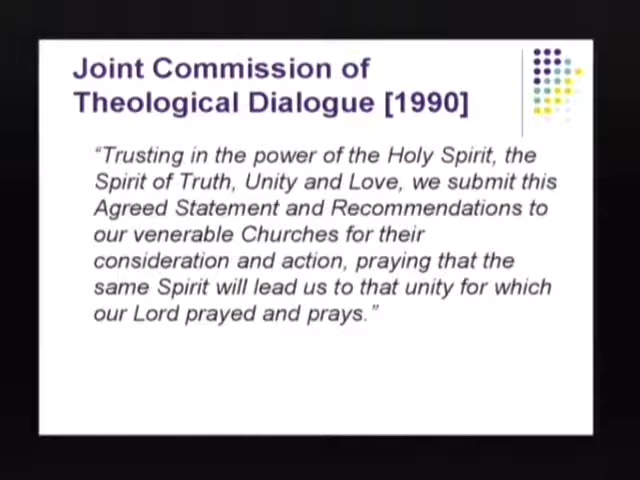 Joint Commission of
Theological Dialogue [1990]
“Trusting in the power of the Holy Spirit, the
Spirit of Truth, Unity and Love, we submit this
Agreed Statement and Recommendations to
our venerable Churches for their
consideration and action, praying that the
same Spirit will lead us to that unity for which
our Lord prayed and prays.”